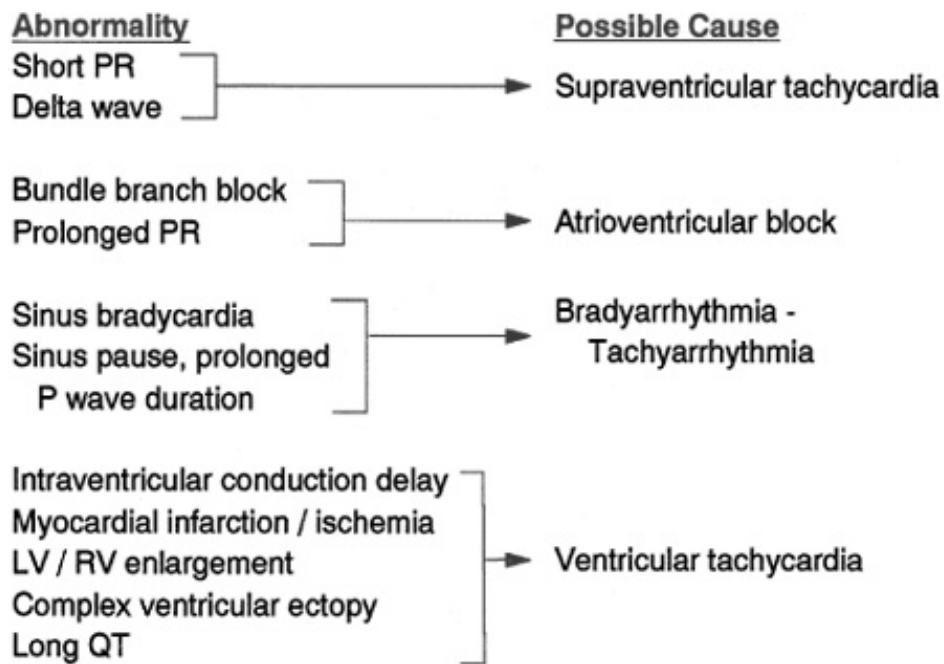 Abnormality
Possible Cause
Short PR
Delta wave
Supraventricular tachycardia
Bundle branch block
Prolonged PR
Atrioventricular block
Sinus bradycardia
Sinus pause, prolonged
P wave duration
Bradyarrhythmia -
Tachyarrhythmia
Intraventricular conduction delay
Myocardial infarction / ischemia
LV / RV enlargement
Complex ventricular ectopy
Long QT
Ventricular tachycardia